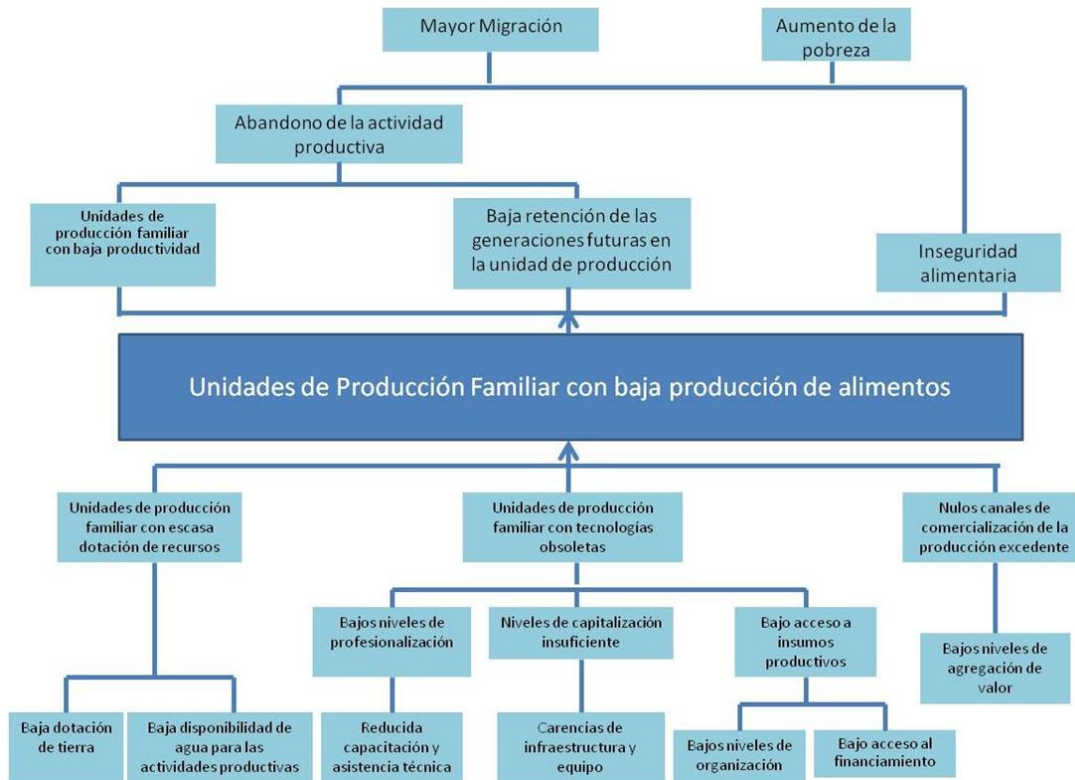 Mayor Migración
Aumento de la
pobreza
Abandono de la actividad
productiva
Unidades de
producción familiar
con baja productividad
Baja retención de las
generaciones futuras en
la unidad de producción
Inseguridad
alimentaria
Unidades de Producción Familiar con baja producción de alimentos
Unidades de producción
familiar con escasa
dotación de recursos
Unidades de producción
familiar con tecnologías
obsoletas
Nulos canales de
comercialización de la
producción excedente
Bajos niveles de
profesionalización
Niveles de capitalización
insuficiente
Bajo acceso a
insumos
productivos
Bajos niveles de
agregación de
valor
Baja dotación
de tierra
Baja disponibilidad de
agua para las
actividades productivas
Reducida
capacitación y
asistencia técnica
Carencias de
infraestructura y
equipo
Bajos niveles de
organización
Bajo acceso al
financiamiento